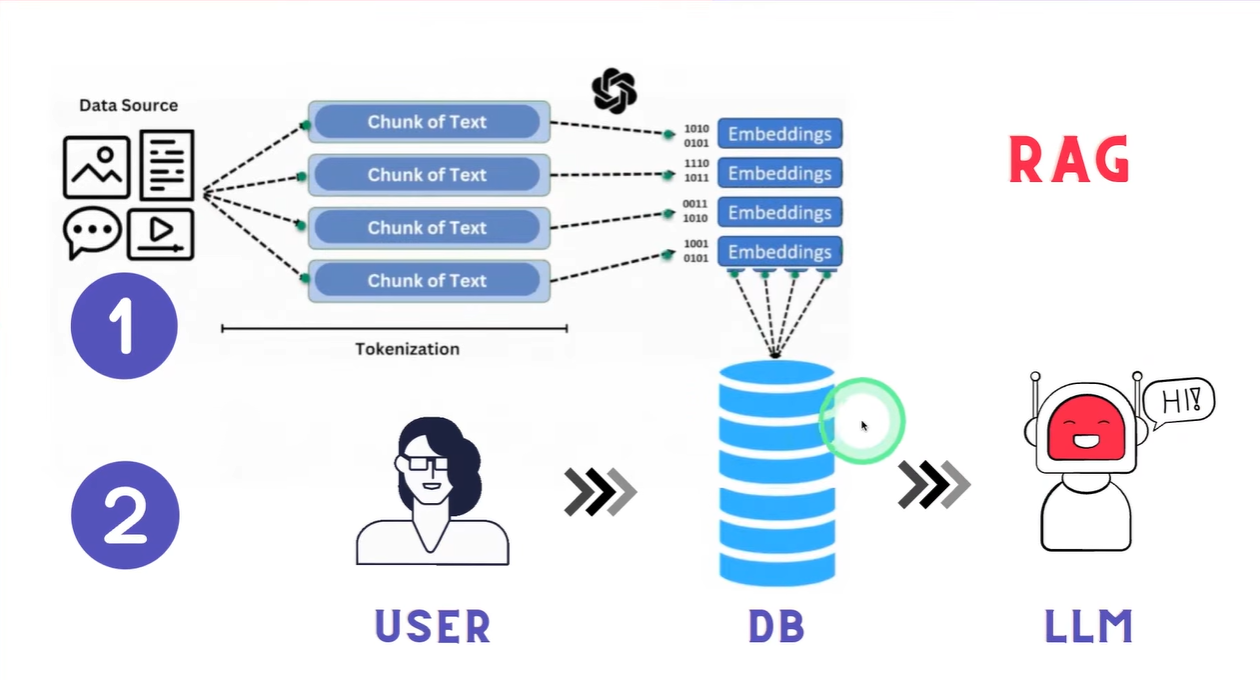 Data Source
Chunk of Text
Chunk of Text
Chunk of Text
Chunk of Text
Tokenization
1010
0101
Embeddings
1110
1011
Embeddings
0011
1010
Embeddings
1001
0101
Embeddings
RAG
1
2
HI!
USER
DB
LLM